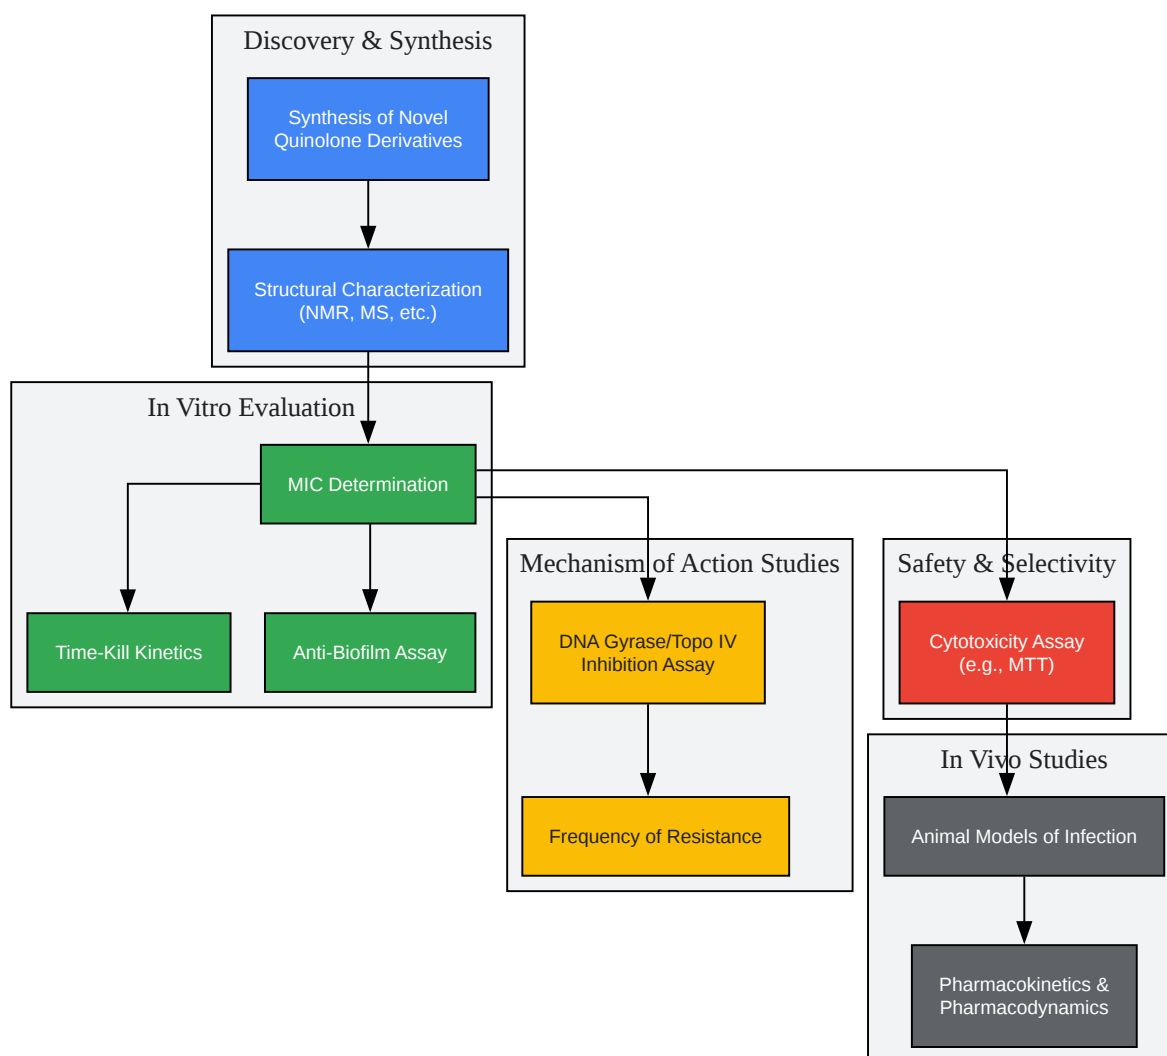 Discovery & Synthesis
Synthesis of Novel
Quinolone Derivatives
Structural Characterization
(NMR, MS, etc.)
In Vitro Evaluation
MIC Determination
Time-Kill Kinetics
Anti-Biofilm Assay
Mechanism of Action Studies
DNA Gyrase/Topo IV
Inhibition Assay
Frequency of Resistance
Safety & Selectivity
Cytotoxicity Assay
(e.g., MTT)
In Vivo Studies
Animal Models of Infection
Pharmacokinetics &
Pharmacodynamics